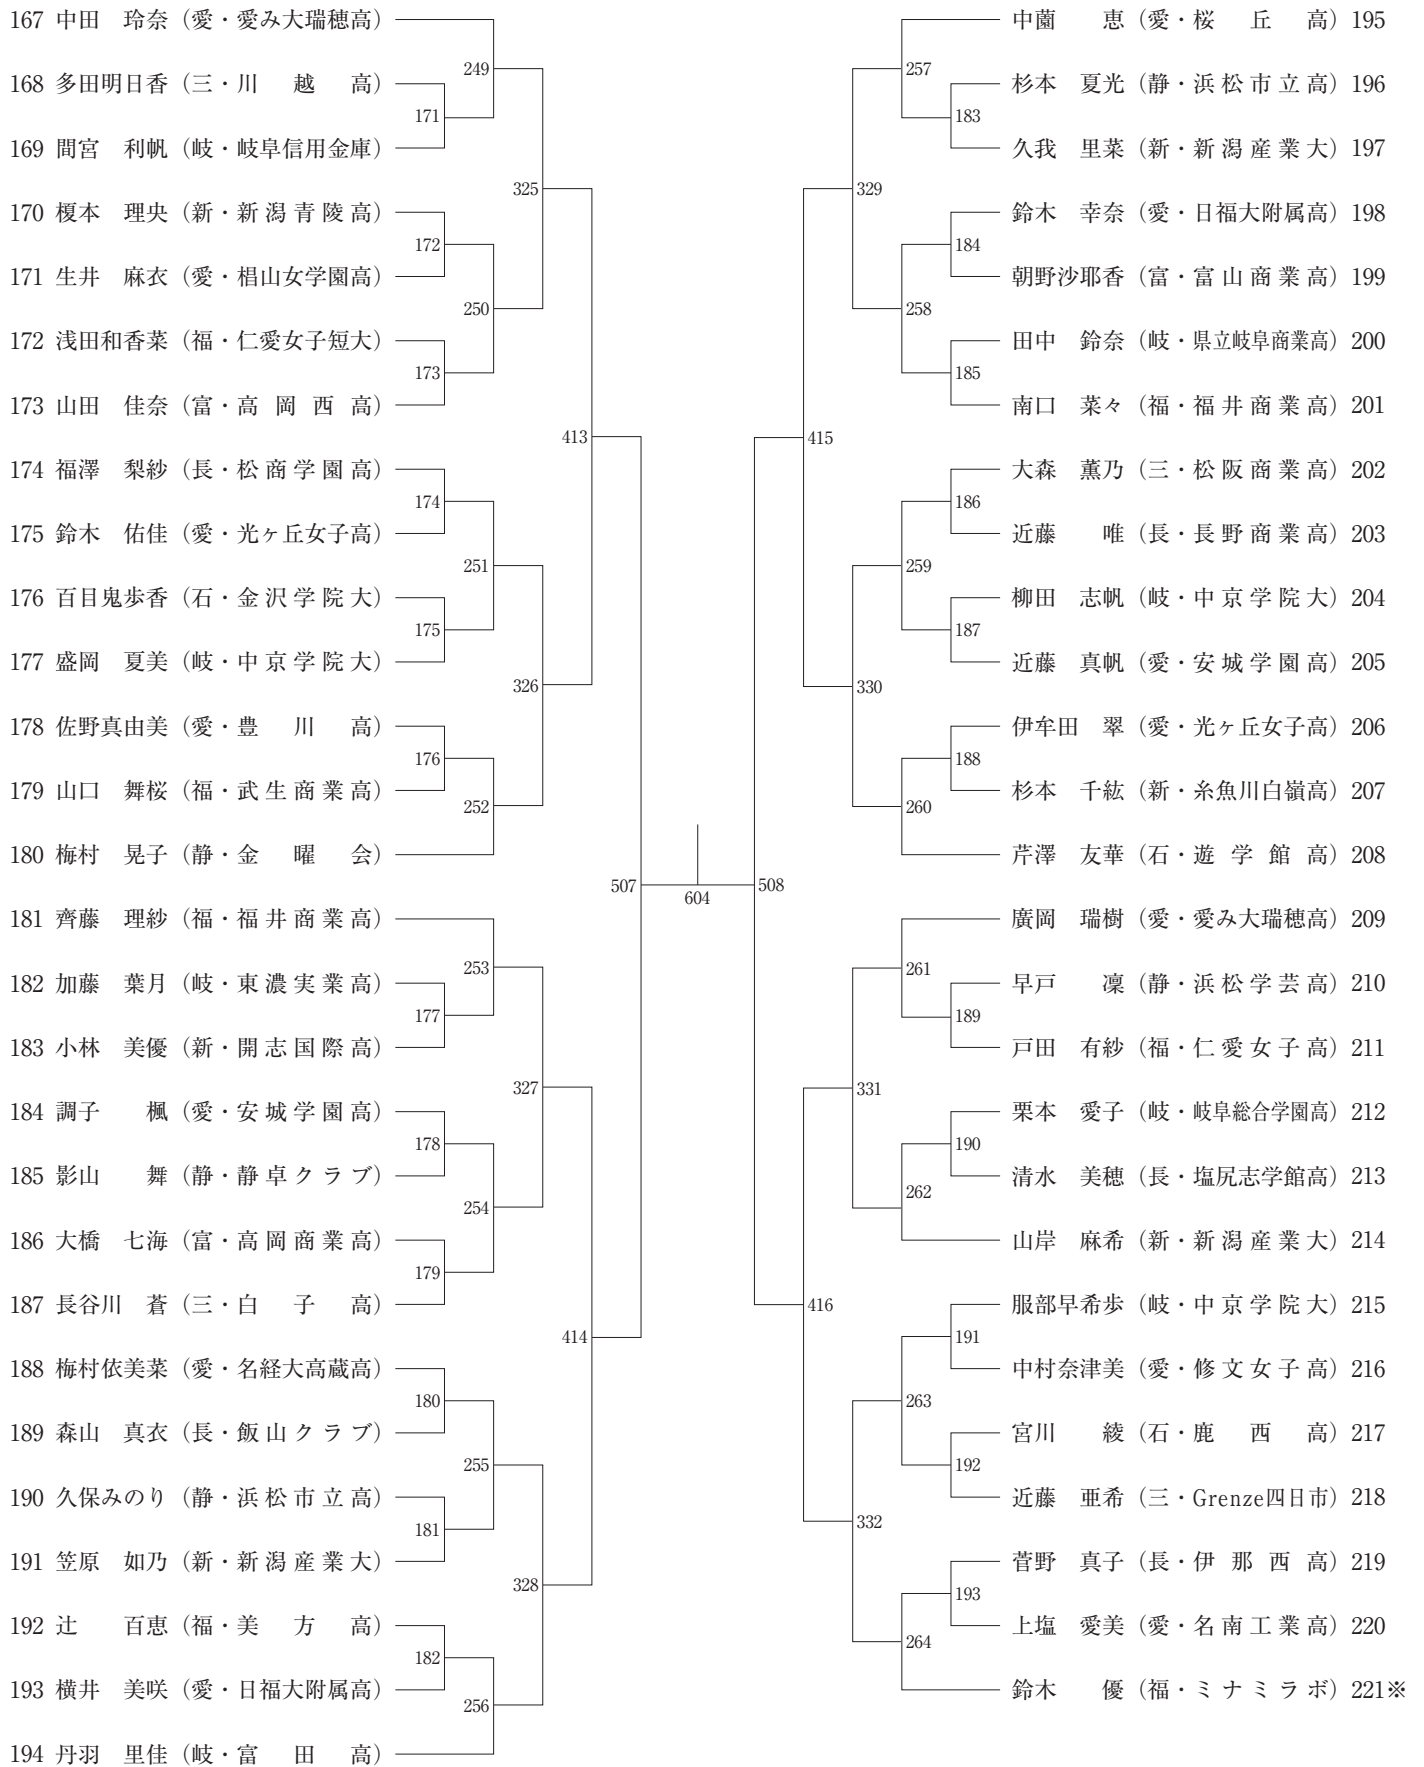 167 中田 玲奈（愛・愛み大瑞穂高）
168 多田明日香（三・川越高）
169 間宮 利帆（岐・岐阜信用金庫）
170 榎本 理央（新・新潟青陵高）
171 生井 麻衣（愛・椙山女学園高）
172 浅田和香菜（福・仁愛女子短大）
173 山田 佳奈（富・高岡西高）
174 福澤 梨紗（長・松商学園高）
175 鈴木 佑佳（愛・光ヶ丘女子高）
176 百目鬼歩香（石・金沢学院大）
177 盛岡 夏美（岐・中京学院大）
178 佐野真由美（愛・豊川高）
179 山口 舞桜（福・武生商業高）
180 梅村 晃子（静・金曜会）
181 齊藤 理紗（福・福井商業高）
182 加藤 葉月（岐・東濃実業高）
183 小林 美優（新・開志国際高）
184 調子 楓（愛・安城学園高）
185 影山 舞（静・静卓クラブ）
186 大橋 七海（富・高岡商業高）
187 長谷川 蒼（三・白子高）
188 梅村依美菜（愛・名経大高蔵高）
189 森山 真衣（長・飯山クラブ）
190 久保みのり（静・浜松市立高）
191 笠原 如乃（新・新潟産業大）
192 辻 百恵（福・美方高）
193 横井 美咲（愛・日福大附属高）
194 丹羽 里佳（岐・富田高）
171
172
173
174
175
176
177
178
179
180
181
182
249
250
251
252
253
254
255
256
325
326
327
328
413
414
507
604
508
415
416
329
330
331
332
257
258
259
260
261
262
263
264
183
184
185
186
187
188
189
190
191
192
193
中薗 恵（愛・桜丘高）195
杉本 夏光（静・浜松市立高）196
久我 里菜（新・新潟産業大）197
鈴木 幸奈（愛・日福大附属高）198
朝野沙耶香（富・富山商業高）199
田中 鈴奈（岐・県立岐阜商業高）200
南口 菜々（福・福井商業高）201
大森 薫乃（三・松阪商業高）202
近藤 唯（長・長野商業高）203
柳田 志帆（岐・中京学院大）204
近藤 真帆（愛・安城学園高）205
伊牟田 翠（愛・光ヶ丘女子高）206
杉本 千紘（新・糸魚川白嶺高）207
芹澤 友華（石・遊学館高）208
廣岡 瑞樹（愛・愛み大瑞穂高）209
早戸 凜（静・浜松学芸高）210
戸田 有紗（福・仁愛女子高）211
栗本 愛子（岐・岐阜総合学園高）212
清水 美穂（長・塩尻志学館高）213
山岸 麻希（新・新潟産業大）214
服部早希歩（岐・中京学院大）215
中村奈津美（愛・修文女子高）216
宮川 綾（石・鹿西高）217
近藤 亜希（三・Grenze四日市）218
菅野 真子（長・伊那西高）219
上塩 愛美（愛・名南工業高）220
鈴木 優（福・ミナミラボ）221※